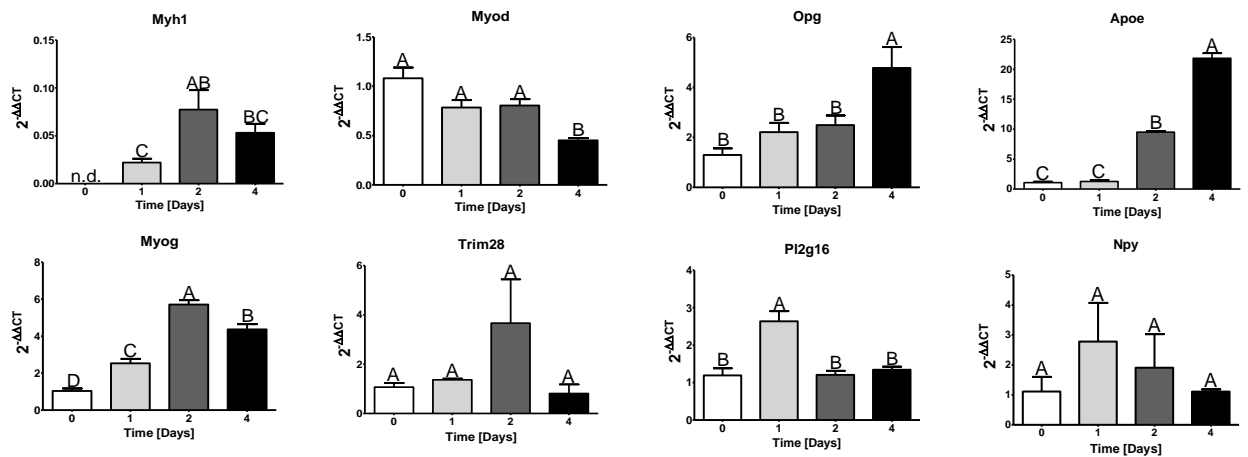 Myh1
2^-ΔΔCT
0.15
0.10
0.05
0.00
n.d.
C
AB
BC
0 1 2 4
Time [Days]
Myod
2^-ΔΔCT
1.5
1.0
0.5
0.0
A
A
A
B
0 1 2 4
Time [Days]
Opg
2^-ΔΔCT
6
4
2
0
B
B
B
A
0 1 2 4
Time [Days]
Apoe
2^-ΔΔCT
25
20
15
10
5
0
C
C
B
A
0 1 2 4
Time [Days]
Myog
2^-ΔΔCT
8
6
4
2
0
D
C
A
B
0 1 2 4
Time [Days]
Trim28
2^-ΔΔCT
6
4
2
0
A
A
A
A
0 1 2 4
Time [Days]
Pl2g16
2^-ΔΔCT
4
3
2
1
0
B
A
B
B
0 1 2 4
Time [Days]
Npy
2^-ΔΔCT
5
4
3
2
1
0
A
A
A
A
0 1 2 4
Time [Days]